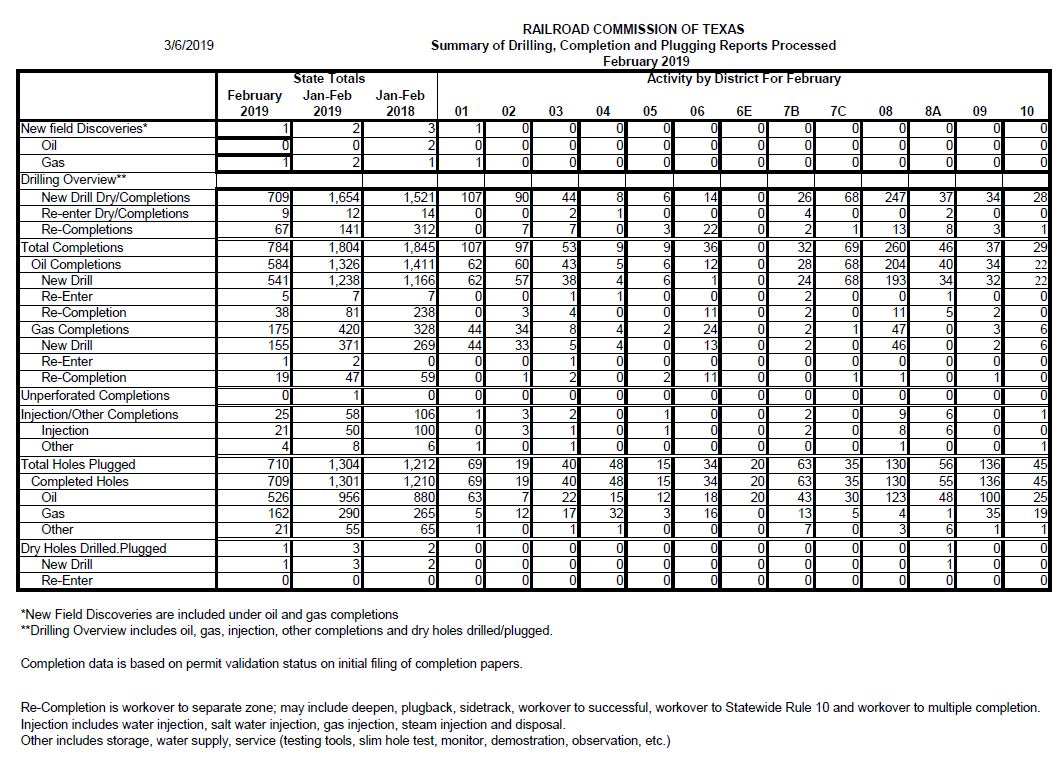 RAILROAD COMMISSION OF TEXAS
3/6/2019 Summary of Drilling, Completion and Plugging Reports Processed
February 2019
State Totals Activity by District For February
February Jan-Feb Jan-Feb
2019 2019 2018 01 02 03 04 05 06 6E 7B 7C 08 8A 09 10
New field Discoveries* 1 2 3 1 0 0 0 0 0 0 0 0 0 0 0 0
Oil 0 0 2 0 0 0 0 0 0 0 0 0 0 0 0 0
Gas 1 2 1 1 0 0 0 0 0 0 0 0 0 0 0 0
Drilling Overview**
New Drill Dry/Completions 709 1,654 1,521 107 90 44 8 6 14 0 26 68 247 37 34 28
Re-enter Dry/Completions 9 12 14 0 0 2 1 0 0 0 4 0 0 2 0 0
Re-Completions 67 141 312 0 7 7 0 3 22 0 2 1 13 8 3 1
Total Completions 784 1,804 1,845 107 97 53 9 9 36 0 32 69 260 46 37 29
Oil Completions 584 1,326 1,411 62 60 43 5 6 12 0 28 68 204 40 34 22
New Drill 541 1,238 1,166 62 57 38 4 6 1 0 24 68 193 34 32 22
Re-Enter 5 7 7 0 0 1 1 0 0 0 2 0 0 1 0 0
Re-Completion 38 81 238 0 3 4 0 0 11 0 2 0 11 5 2 0
Gas Completions 175 420 328 44 34 8 4 2 24 0 2 1 47 0 3 6
New Drill 155 371 269 44 33 5 4 0 13 0 2 0 46 0 2 6
Re-Enter 1 2 0 0 0 1 0 0 0 0 0 0 0 0 0 0
Re-Completion 19 47 59 0 1 2 0 2 11 0 0 1 1 0 1 0
Unperforated Completions 0 1 0 0 0 0 0 0 0 0 0 0 0 0 0 0
Injection/Other Completions 25 58 106 1 3 2 0 1 0 0 2 0 9 6 0 1
Injection 21 50 100 0 3 1 0 1 0 0 2 0 8 6 0 0
Other 4 8 6 1 0 1 0 0 0 0 0 0 1 0 0 1
Total Holes Plugged 710 1,304 1,212 69 19 40 48 15 34 20 63 35 130 56 136 45
Completed Holes 709 1,301 1,210 69 19 40 48 15 34 20 63 35 130 55 136 45
Oil 526 956 880 63 7 22 15 12 18 20 43 30 123 48 100 25
Gas 162 290 265 5 12 17 32 3 16 0 13 5 4 1 35 19
Other 21 55 65 1 0 1 1 0 0 0 7 0 3 6 1 1
Dry Holes Drilled.Plugged 1 3 2 0 0 0 0 0 0 0 0 0 0 1 0 0
New Drill 1 3 2 0 0 0 0 0 0 0 0 0 0 1 0 0
Re-Enter 0 0 0 0 0 0 0 0 0 0 0 0 0 0 0 0
*New Field Discoveries are included under oil and gas completions
**Drilling Overview includes oil, gas, injection, other completions and dry holes drilled/plugged.
Completion data is based on permit validation status on initial filing of completion papers.
Re-Completion is workover to separate zone; may include deepen, plugback, sidetrack, workover to successful, workover to Statewide Rule 10 and workover to multiple completion.
Injection includes water injection, salt water injection, gas injection, steam injection and disposal.
Other includes storage, water supply, service (testing tools, slim hole test, monitor, demostration, observation, etc.)